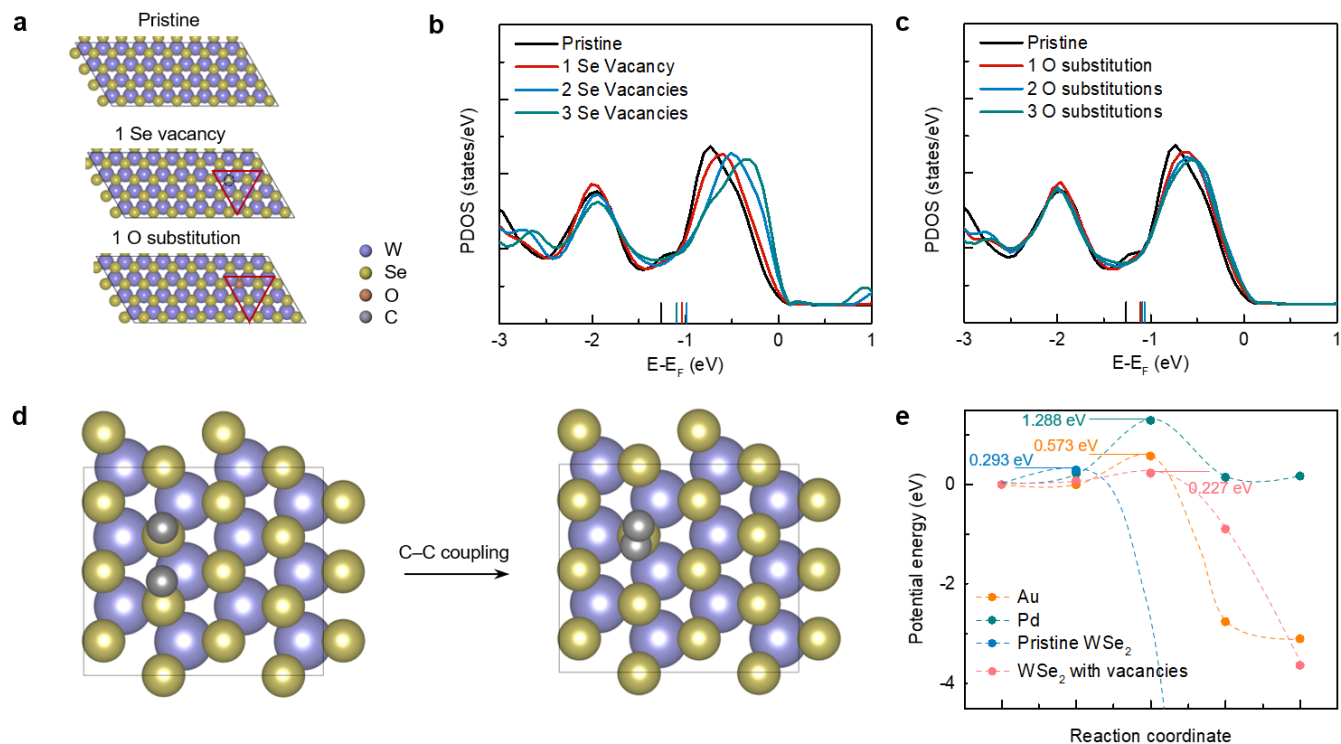 a
Pristine
1 Se vacancy
1 O substitution
W
Se
O
C
b
PDOS (states/eV)
Pristine
1 Se Vacancy
2 Se Vacancies
3 Se Vacancies
-3
-2
-1
0
1
E-EF (eV)
c
PDOS (states/eV)
Pristine
1 O substitution
2 O substitutions
3 O substitutions
-3
-2
-1
0
1
E-EF (eV)
d
C–C coupling
e
Potential energy (eV)
0
-2
-4
1.288 eV
0.573 eV
0.293 eV
0.227 eV
Au
Pd
Pristine WSe2
WSe2 with vacancies
Reaction coordinate